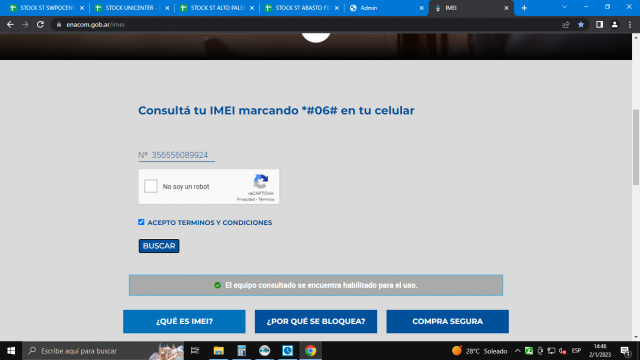 STOCK ST SWPOCENT
STOCK UNICENTER -
STOCK ST ALTO PALE
STOCK ST ABASTO F
Admin
IMEI
enacom.gob.ar/imei
Consultá tu IMEI marcando *#06# en tu celular
Nº 356556089924
No soy un robot
reCAPTCHA
Privacidad - Términos
ACEPTO TERMINOS Y CONDICIONES
BUSCAR
El equipo consultado se encuentra habilitado para el uso.
¿QUÉ ES IMEI?
¿POR QUÉ SE BLOQUEA?
COMPRA SEGURA
Escribe aquí para buscar
28°C Soleado
ESP
14:46
2/1/2023